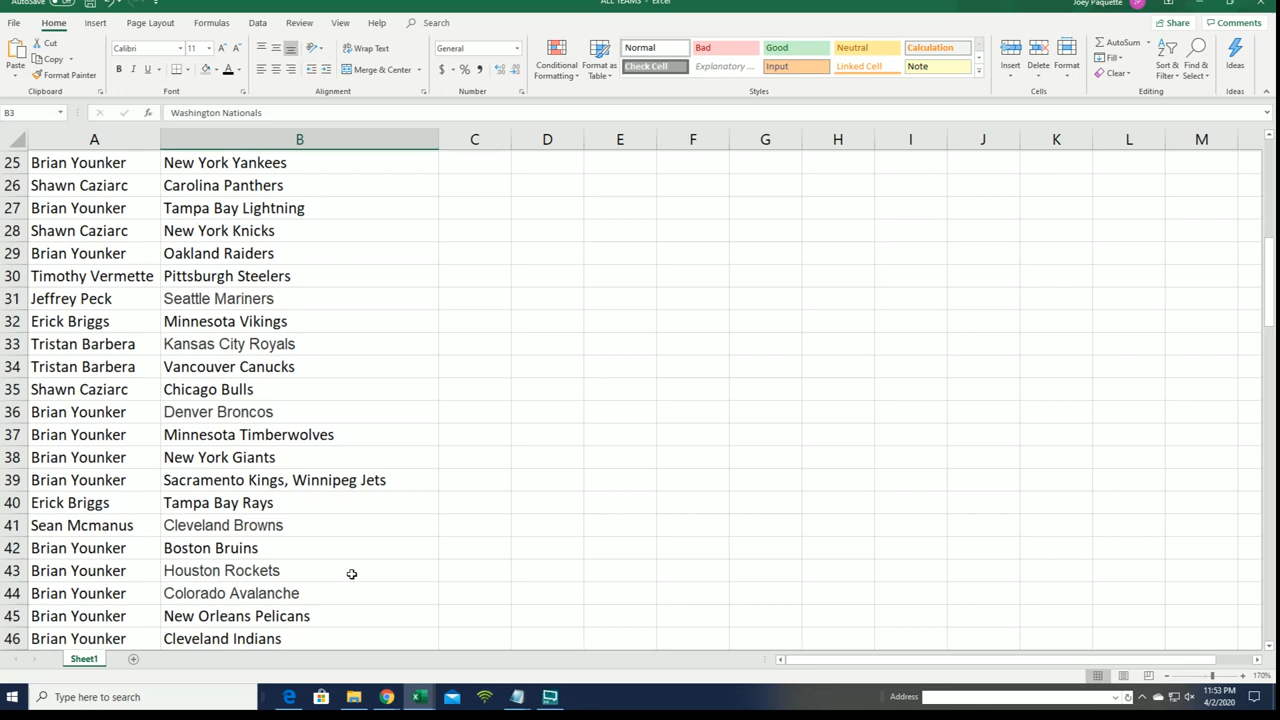 AutoSave Off ALL TEAMS - Excel Joey Paquette JP
File Home Insert Page Layout Formulas Data Review View Help Search Share Comments
Paste Cut Copy Format Painter Clipboard
Calibri 11 B I U A Font
Wrap Text Merge & Center Alignment
General $ % , Number
Conditional Formatting Format as Table
Normal Bad Good Neutral Calculation
Check Cell Explanatory ... Input Linked Cell Note
Styles
Insert Delete Format Cells
AutoSum Fill Clear Sort & Filter Find & Select Editing
Ideas Ideas
B3 fx Washington Nationals
A B C D E F G H I J K L M
25 Brian Younker New York Yankees
26 Shawn Caziarc Carolina Panthers
27 Brian Younker Tampa Bay Lightning
28 Shawn Caziarc New York Knicks
29 Brian Younker Oakland Raiders
30 Timothy Vermette Pittsburgh Steelers
31 Jeffrey Peck Seattle Mariners
32 Erick Briggs Minnesota Vikings
33 Tristan Barbera Kansas City Royals
34 Tristan Barbera Vancouver Canucks
35 Shawn Caziarc Chicago Bulls
36 Brian Younker Denver Broncos
37 Brian Younker Minnesota Timberwolves
38 Brian Younker New York Giants
39 Brian Younker Sacramento Kings, Winnipeg Jets
40 Erick Briggs Tampa Bay Rays
41 Sean Mcmanus Cleveland Browns
42 Brian Younker Boston Bruins
43 Brian Younker Houston Rockets
44 Brian Younker Colorado Avalanche
45 Brian Younker New Orleans Pelicans
46 Brian Younker Cleveland Indians
Sheet1
170%
Type here to search Address 11:53 PM
4/2/2020